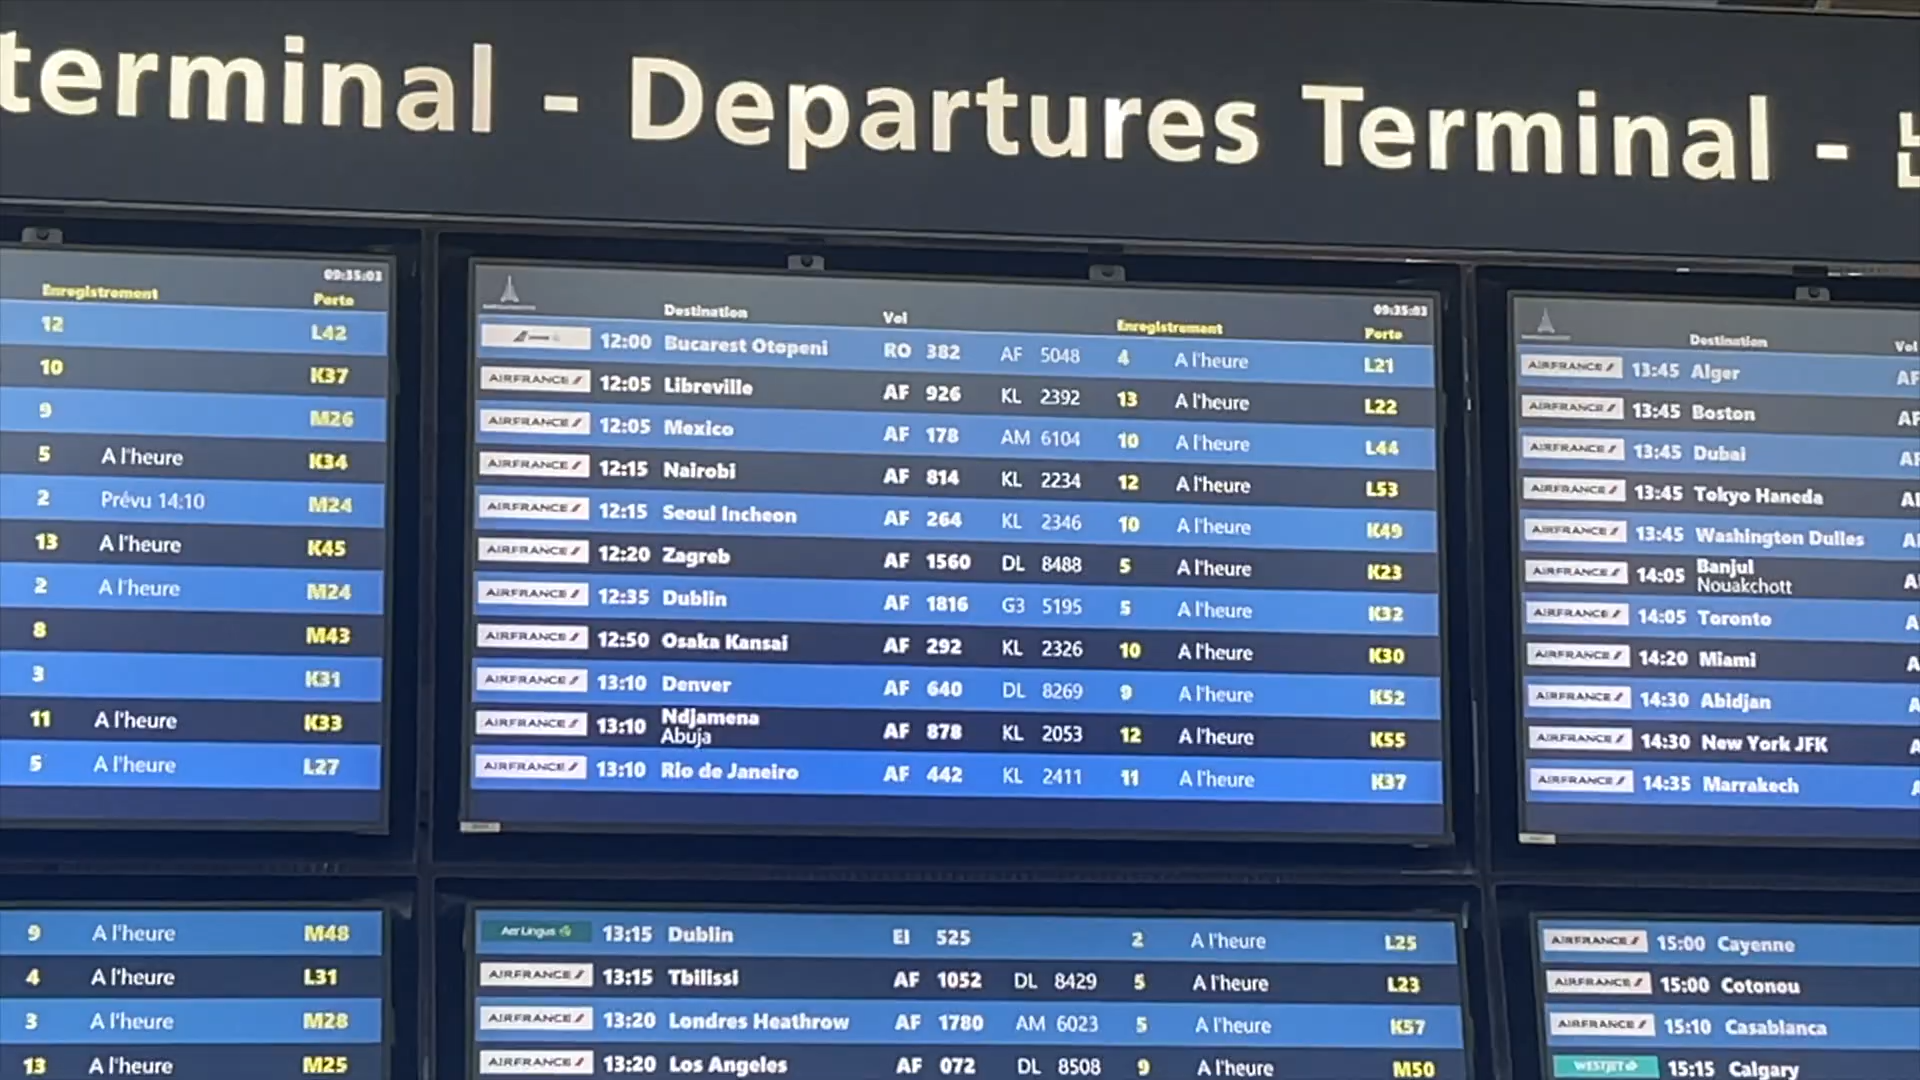 terminal - Departures Terminal -
09:35:03
Enregistrement Porte
12 L42
10 K37
9 M26
5 A l'heure K34
2 Prévu 14:10 M24
13 A l'heure K45
2 A l'heure M24
8 M43
3 K31
11 A l'heure K33
5 A l'heure L27
09:35:03
Destination Vol Enregistrement Porte
12:00 Bucarest Otopeni RO 382 AF 5048 4 A l'heure L21
AIRFRANCE 12:05 Libreville AF 926 KL 2392 13 A l'heure L22
AIRFRANCE 12:05 Mexico AF 178 AM 6104 10 A l'heure L44
AIRFRANCE 12:15 Nairobi AF 814 KL 2234 12 A l'heure L53
AIRFRANCE 12:15 Seoul Incheon AF 264 KL 2346 10 A l'heure K49
AIRFRANCE 12:20 Zagreb AF 1560 DL 8488 5 A l'heure K23
AIRFRANCE 12:35 Dublin AF 1816 G3 5195 5 A l'heure K32
AIRFRANCE 12:50 Osaka Kansai AF 292 KL 2326 10 A l'heure K30
AIRFRANCE 13:10 Denver AF 640 DL 8269 9 A l'heure K52
AIRFRANCE 13:10 Ndjamena AF 878 KL 2053 12 A l'heure K55
Abuja
AIRFRANCE 13:10 Rio de Janeiro AF 442 KL 2411 11 A l'heure K37
Destination Vol
AIRFRANCE 13:45 Alger AF
AIRFRANCE 13:45 Boston AF
AIRFRANCE 13:45 Dubai AF
AIRFRANCE 13:45 Tokyo Haneda
AIRFRANCE 13:45 Washington Dulles
AIRFRANCE 14:05 Banjul
Nouakchott
AIRFRANCE 14:05 Toronto
AIRFRANCE 14:20 Miami
AIRFRANCE 14:30 Abidjan
AIRFRANCE 14:30 New York JFK
AIRFRANCE 14:35 Marrakech
9 A l'heure M48
4 A l'heure L31
3 A l'heure M28
13 A l'heure M25
Aer Lingus 13:15 Dublin EI 525 2 A l'heure L25
AIRFRANCE 13:15 Tbilissi AF 1052 DL 8429 5 A l'heure L23
AIRFRANCE 13:20 Londres Heathrow AF 1780 AM 6023 5 A l'heure K57
AIRFRANCE 13:20 Los Angeles AF 072 DL 8508 9 A l'heure M50
AIRFRANCE 15:00 Cayenne
AIRFRANCE 15:00 Cotonou
AIRFRANCE 15:10 Casablanca
WESTJET 15:15 Calgary